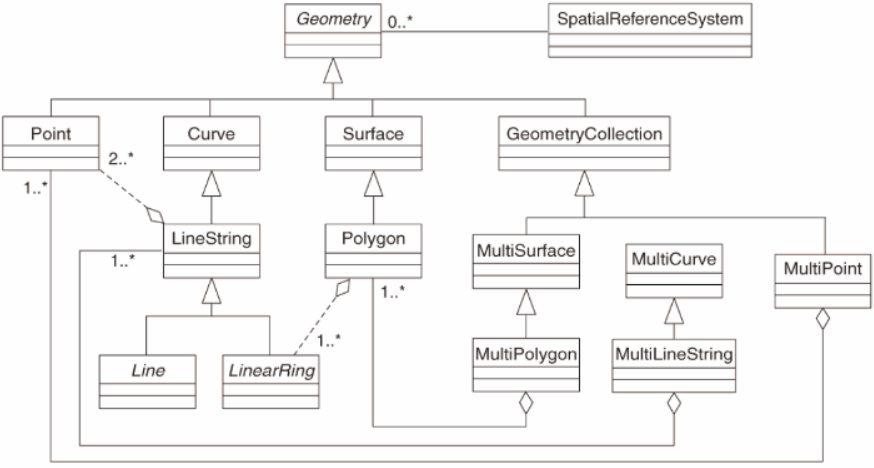 Geometry
0..*
SpatialReferenceSystem
Point
Curve
Surface
GeometryCollection
2..*
1..*
LineString
Polygon
MultiSurface
MultiCurve
MultiPoint
1..*
1..*
1..*
Line
LinearRing
MultiPolygon
MultiLineString